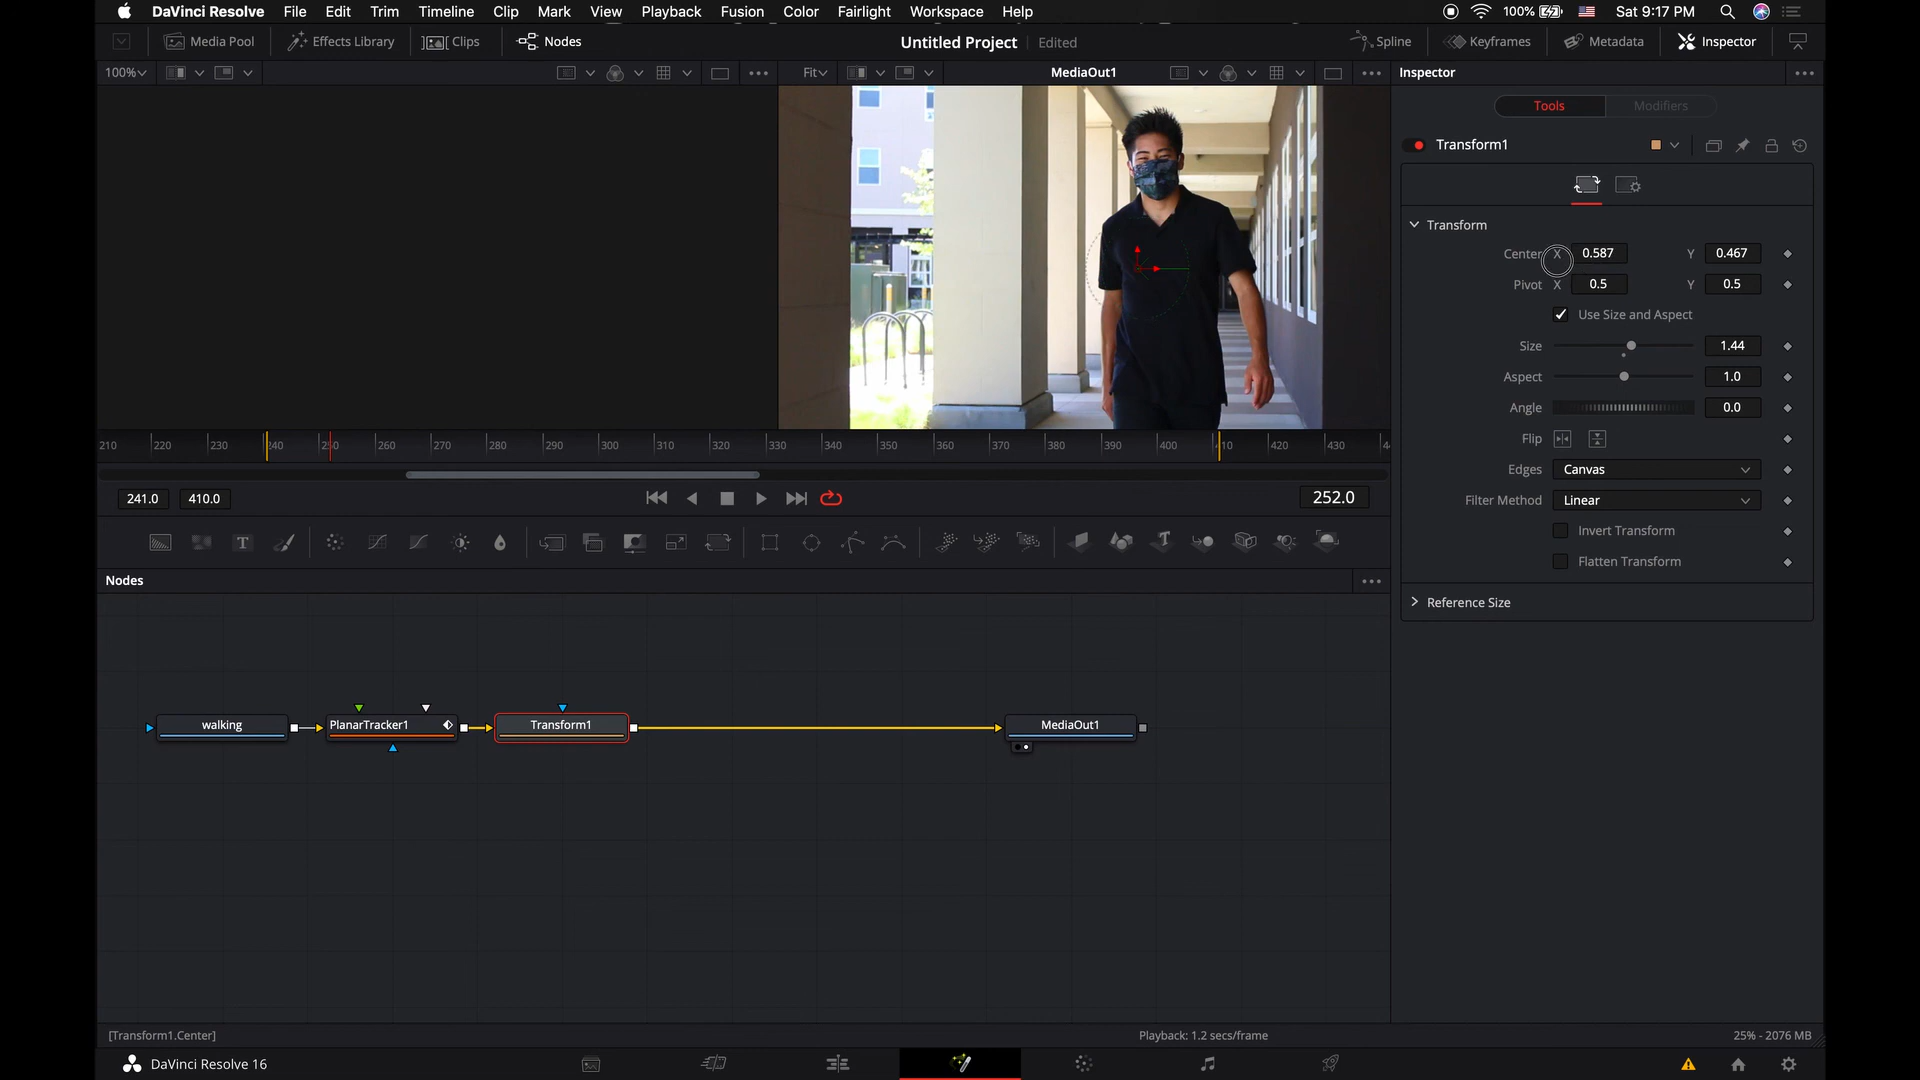 DaVinci Resolve File Edit Trim Timeline Clip Mark View Playback Fusion Color Fairlight Workspace Help 100% Sat 9:17 PM
Media Pool Effects Library Clips Nodes Untitled Project Edited Spline Keyframes Metadata Inspector
100% Fit MediaOut1 Inspector
Tools Modifiers
Transform1
Transform
Center X 0.587 Y 0.467
Pivot X 0.5 Y 0.5
Use Size and Aspect
Size 1.44
Aspect 1.0
Angle 0.0
Flip
Edges Canvas
Filter Method Linear
Invert Transform
Flatten Transform
Reference Size
210 220 230 240 260 270 280 290 300 310 320 330 340 350 360 370 380 390 400 410 420 430
241.0 410.0 252.0
Nodes
walking PlanarTracker1 Transform1 MediaOut1
[Transform1.Center] Playback: 1.2 secs/frame 25% - 2076 MB
DaVinci Resolve 16